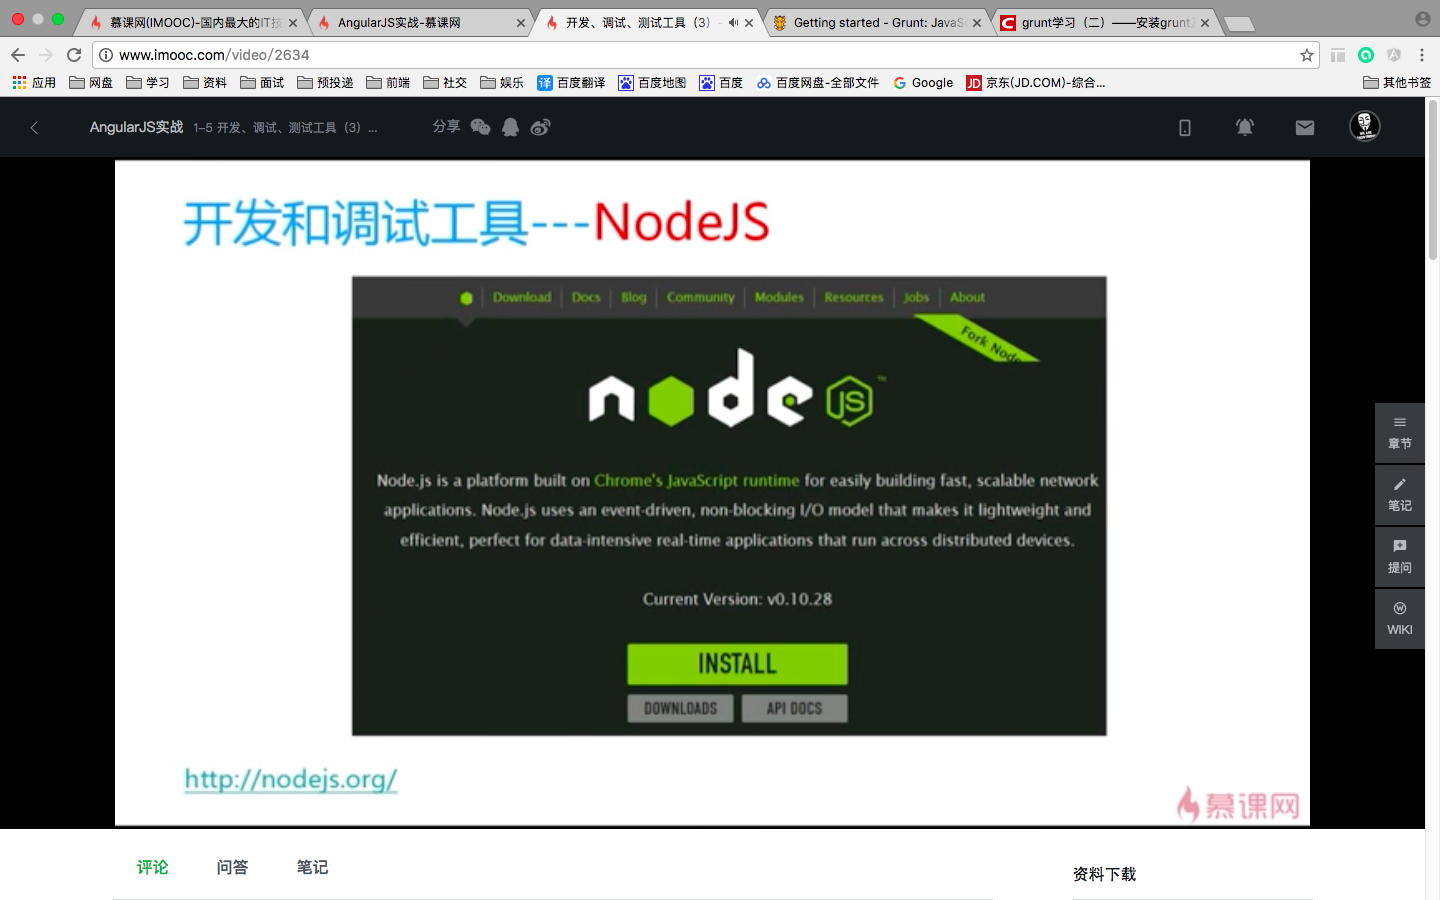 慕课网(IMOOC)-国内最大的IT技
AngularJS实战-慕课网
开发、调试、测试工具（3）-
Getting started - Grunt: JavaS
grunt学习（二）——安装grunt
www.imooc.com/video/2634
应用 网盘 学习 资料 面试 预投递 前端 社交 娱乐 译 百度翻译 百度地图 百度 百度网盘-全部文件 Google JD 京东(JD.COM)-综合... 其他书签
AngularJS实战 1-5 开发、调试、测试工具（3） ... 分享
开发和调试工具---NodeJS
Download Docs Blog Community Modules Resources Jobs About
Fork Node
node JS ™
Node.js is a platform built on Chrome's JavaScript runtime for easily building fast, scalable network
applications. Node.js uses an event-driven, non-blocking I/O model that makes it lightweight and
efficient, perfect for data-intensive real-time applications that run across distributed devices.
Current Version: v0.10.28
INSTALL
DOWNLOADS API DOCS
http://nodejs.org/
慕课网
章节
笔记
提问
WIKI
评论 问答 笔记
资料下载